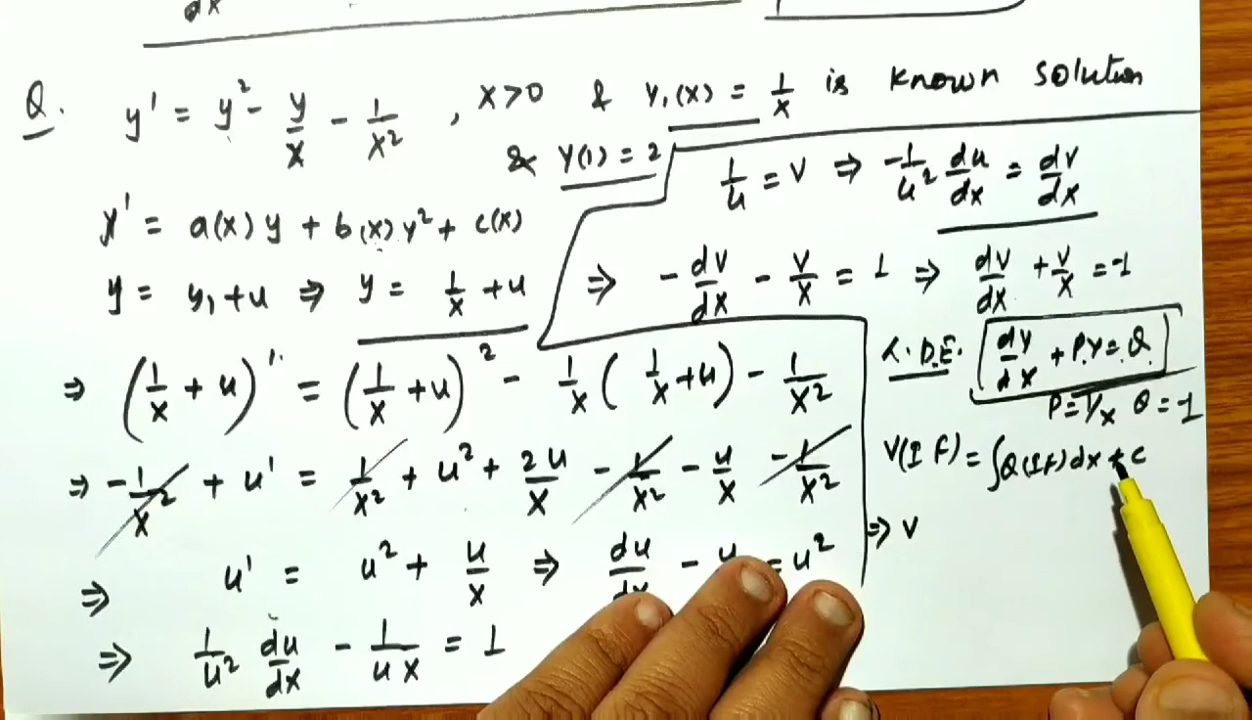 dx
Q. y' = y² - y/x - 1/x² , x>0 & y₁(x) = 1/x is known solution
& y(1) = 2
y' = a(x) y + b(x) y² + c(x)
y = y₁ + u ⇒ y = 1/x + u
⇒ (1/x + u)' = (1/x + u)² - 1/x (1/x + u) - 1/x²
⇒ -1/x² + u' = 1/x² + u² + 2u/x - 1/x² - u/x - 1/x²
⇒ u' = u² + u/x ⇒ du/dx - u = u²
⇒ 1/u² du/dx - 1/ux = 1
1/u = v ⇒ -1/u² du/dx = dv/dx
⇒ -dv/dx - v/x = 1 ⇒ dv/dx + v/x = -1
L.D.E. dy/dx + Py = Q
P = 1/x Q = -1
V(IF) = ∫Q(IF)dx + c
⇒ V